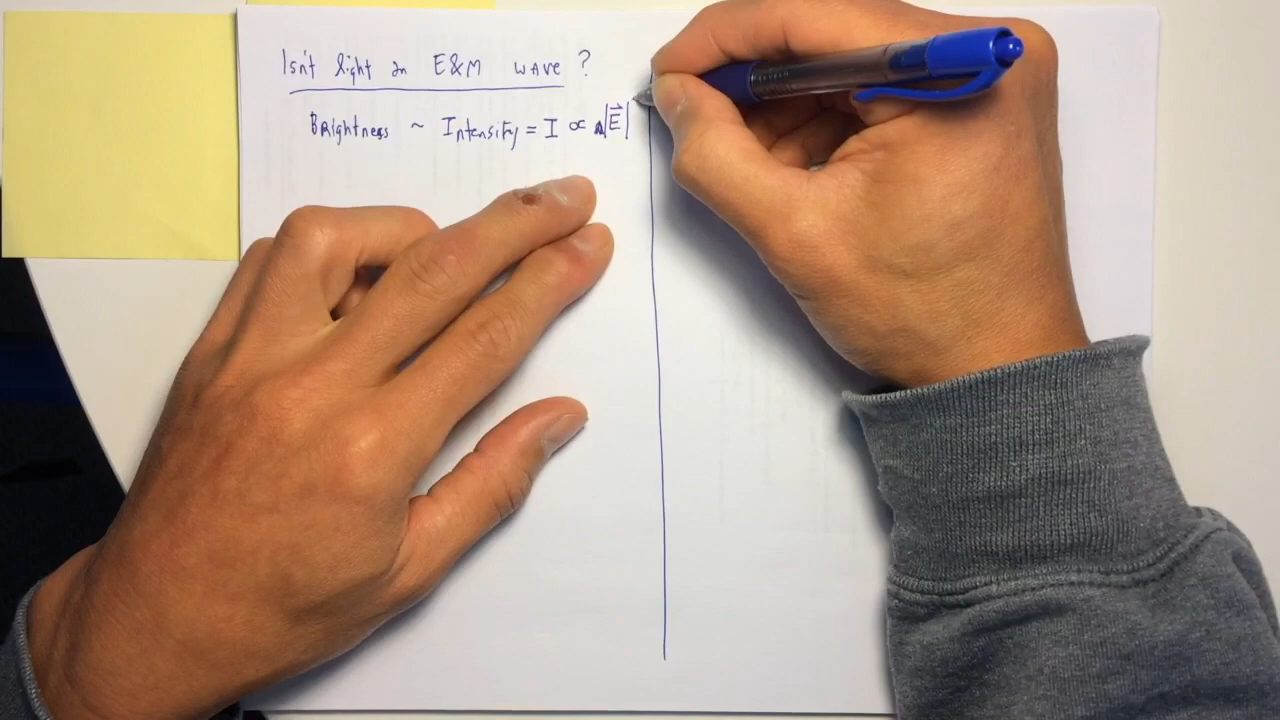 Isn't light an E&M wave ?
Brightness ~ Intensity = I ∝ |E⃗|